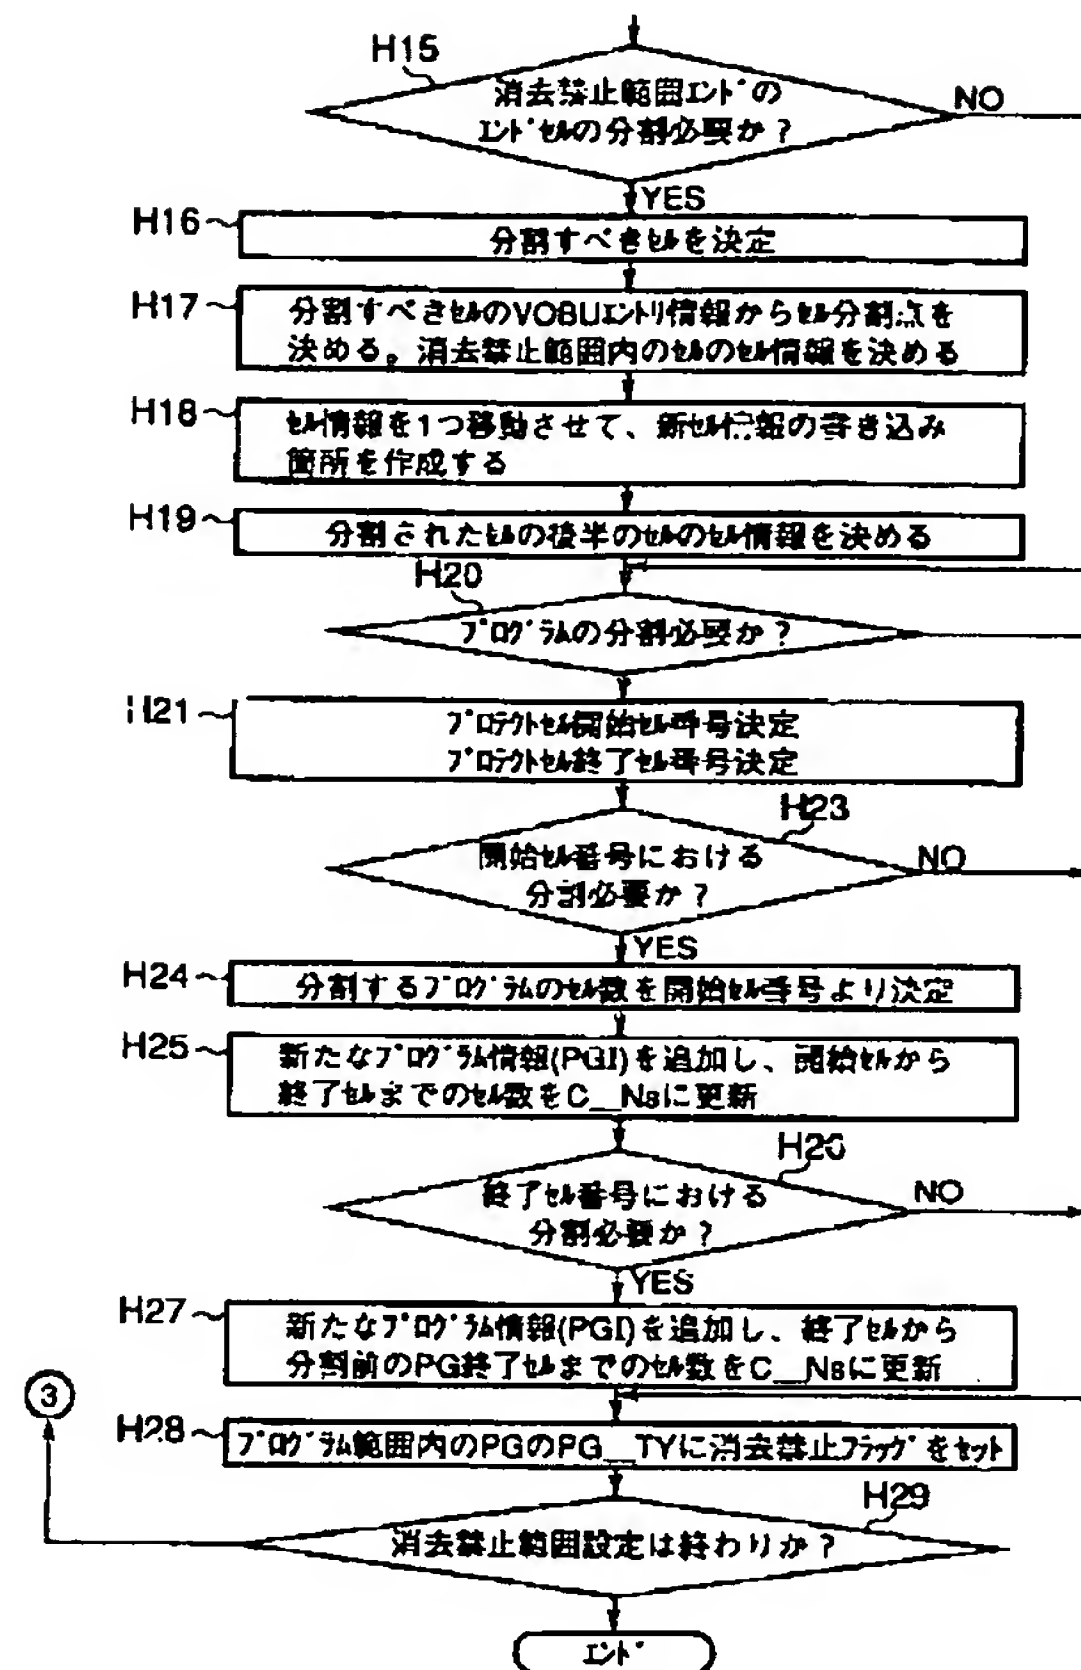 H15
消去禁止範囲ｴﾝﾄﾞの
ｴﾝﾄﾞｾﾙの分割必要か？
NO
YES
H16
分割すべきｾﾙを決定
H17
分割すべきｾﾙのVOBUｴﾝﾄﾘ情報からｾﾙ分割点を
決める。消去禁止範囲内のｾﾙのｾﾙ情報を決める
H18
ｾﾙ情報を1つ移動させて、新ｾﾙ情報の書き込み
箇所を作成する
H19
分割されたｾﾙの後半のｾﾙのｾﾙ情報を決める
H20
ﾌﾟﾛｸﾞﾗﾑの分割必要か？
H21
ﾌﾟﾛﾃｸﾄｾﾙ開始ｾﾙ番号決定
ﾌﾟﾛﾃｸﾄｾﾙ終了ｾﾙ番号決定
H23
開始ｾﾙ番号における
分割必要か？
NO
YES
H24
分割するﾌﾟﾛｸﾞﾗﾑのｾﾙ数を開始ｾﾙ番号より決定
H25
新たなﾌﾟﾛｸﾞﾗﾑ情報(PGI)を追加し、開始ｾﾙから
終了ｾﾙまでのｾﾙ数をC__Nsに更新
H26
終了ｾﾙ番号における
分割必要か？
NO
YES
H27
新たなﾌﾟﾛｸﾞﾗﾑ情報(PGI)を追加し、終了ｾﾙから
分割前のPG終了ｾﾙまでのｾﾙ数をC__Nsに更新
3
H28
ﾌﾟﾛｸﾞﾗﾑ範囲内のPGのPG__TYに消去禁止ﾌﾗｯｸﾞをｾｯﾄ
H29
消去禁止範囲設定は終わりか？
ｴﾝﾄﾞ